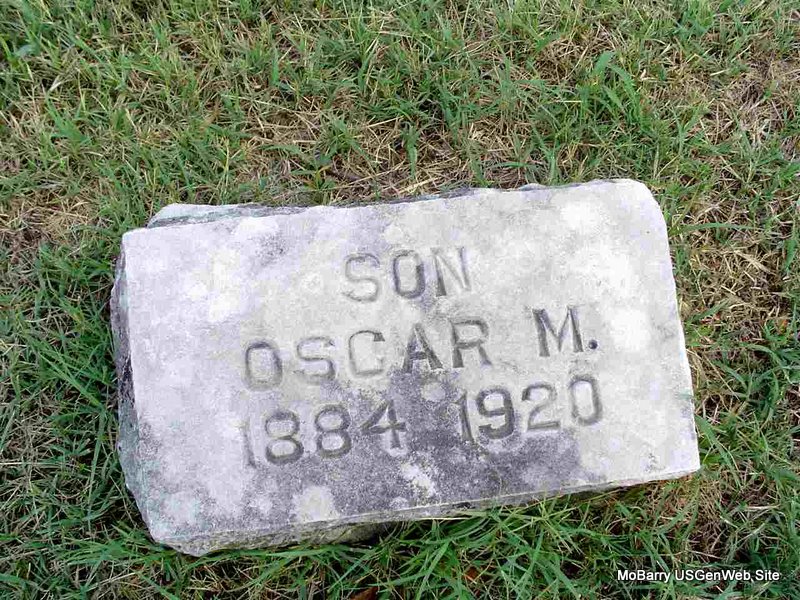 SON
OSCAR M.
1884 1920
MoBarry USGenWeb Site